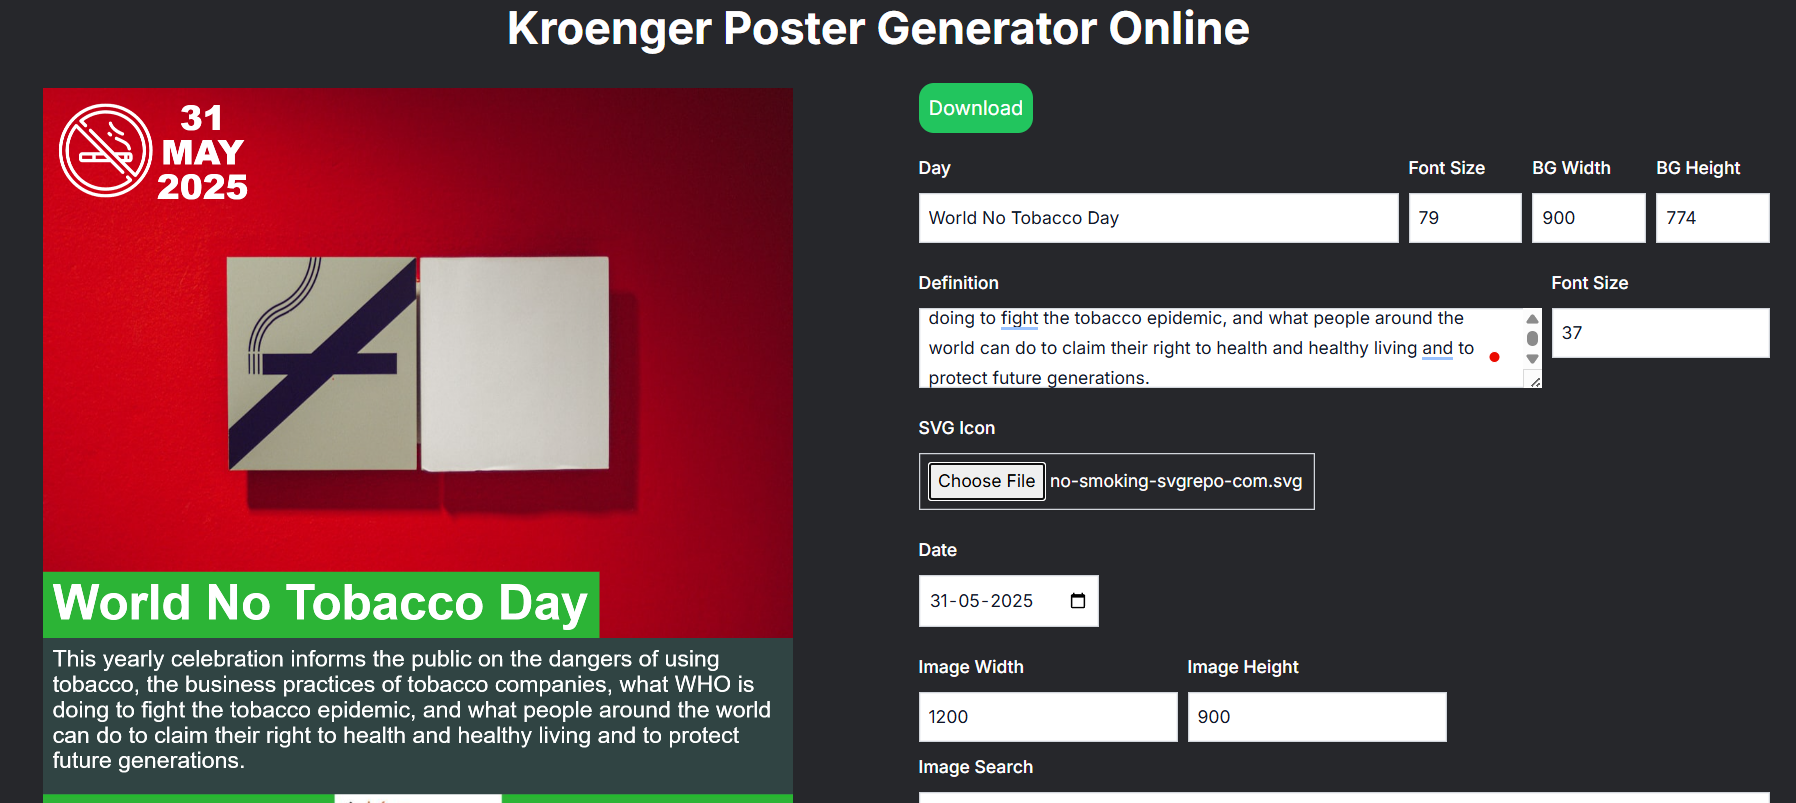 Kroenger Poster Generator Online
31
MAY
2025
World No Tobacco Day
This yearly celebration informs the public on the dangers of using
tobacco, the business practices of tobacco companies, what WHO is
doing to fight the tobacco epidemic, and what people around the world
can do to claim their right to health and healthy living and to protect
future generations.
Download
Day
Font Size
BG Width
BG Height
World No Tobacco Day
79
900
774
Definition
Font Size
doing to fight the tobacco epidemic, and what people around the
world can do to claim their right to health and healthy living and to
protect future generations.
37
SVG Icon
Choose File no-smoking-svgrepo-com.svg
Date
31-05-2025
Image Width
Image Height
1200
900
Image Search